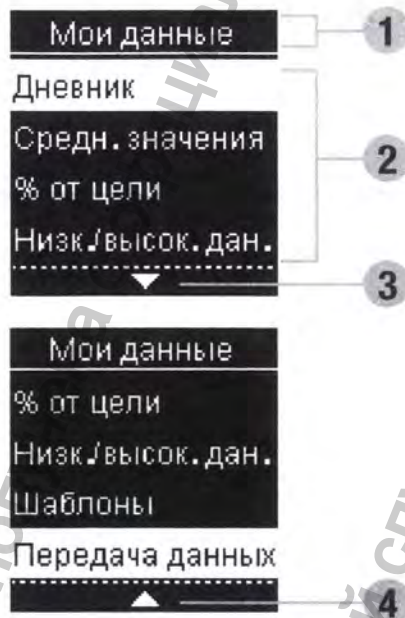 Мои данные
1
Дневник
Средн. значения
2
% от цели
Низк./высок. дан.
3
Мои данные
% от цели
Низк./высок. дан.
Шаблоны
Передача данных
4